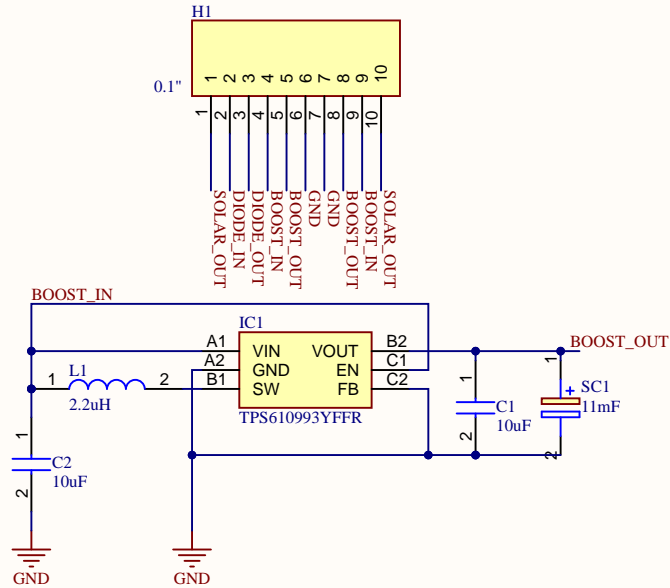 H1
0.1"
1 2 3 4 5 6 7 8 9 10
1 2 3 4 5 6 7 8 9 10
SOLAR_OUT
DIODE_IN
DIODE_OUT
BOOST_IN
BOOST_OUT
GND
GND
BOOST_OUT
BOOST_IN
SOLAR_OUT
BOOST_IN
IC1
A1 VIN VOUT B2
A2 GND EN C1
B1 SW FB C2
TPS610993YFFR
BOOST_OUT
L1
1 2
2.2uH
1
C2
10uF
2
GND
GND
1
C1
10uF
2
1
+
SC1
11mF
2